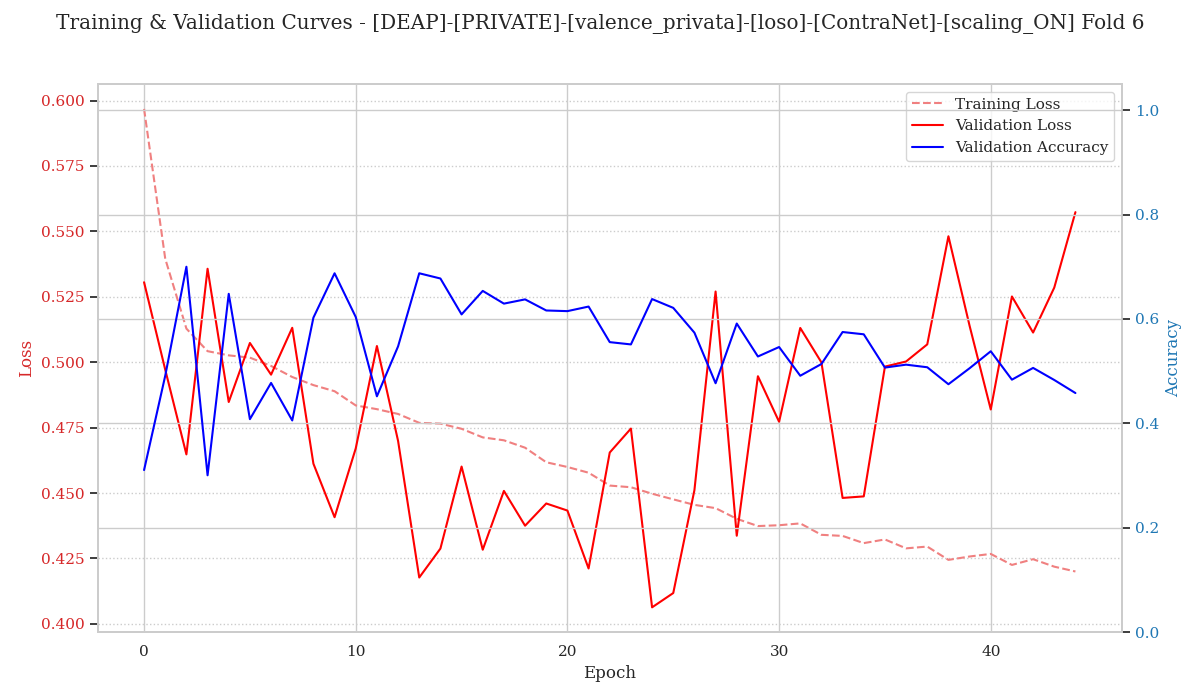 Training & Validation Curves - [DEAP]-[PRIVATE]-[valence_privata]-[loso]-[ContraNet]-[scaling_ON] Fold 6
Training Loss
Validation Loss
Validation Accuracy
0.600
0.575
0.550
0.525
0.500
0.475
0.450
0.425
0.400
Loss
1.0
0.8
0.6
0.4
0.2
0.0
Accuracy
0 10 20 30 40
Epoch